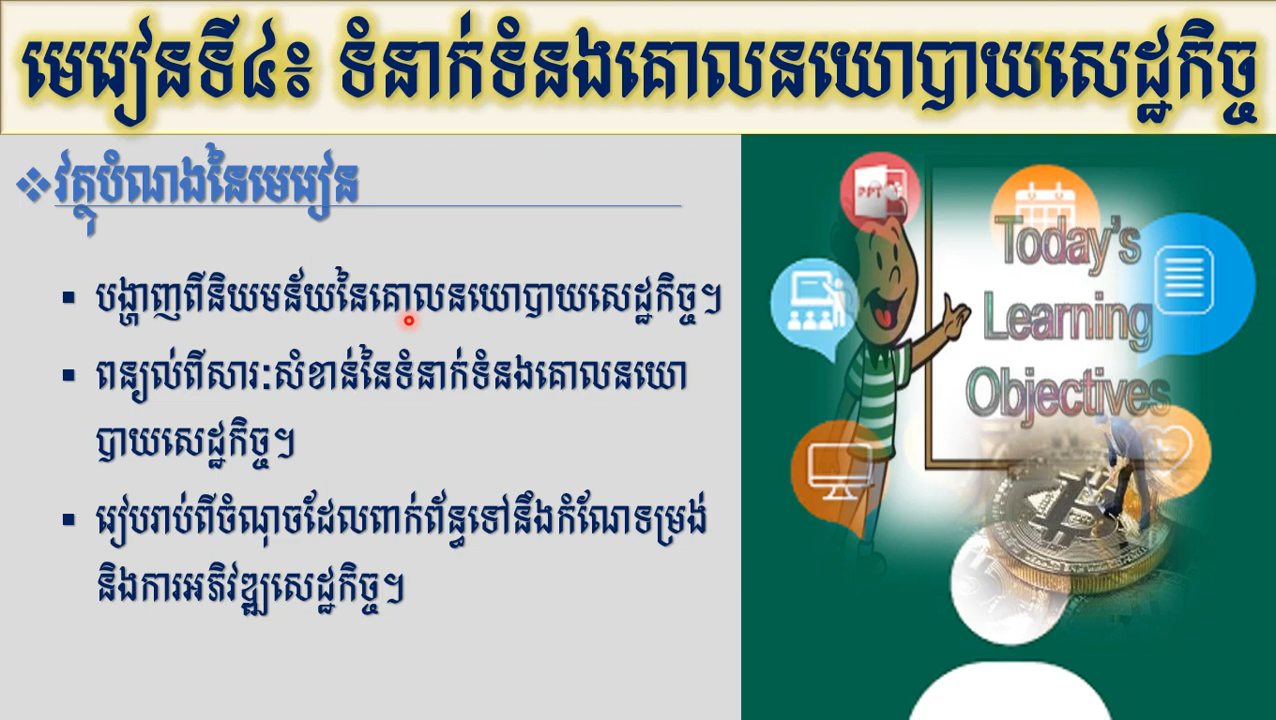 មេរៀនទី៤៖ ទំនាក់ទំនងគោលនយោបាយសេដ្ឋកិច្ច
❖វត្ថុបំណងនៃមេរៀន
▪ បង្ហាញពីនិយមន័យនៃគោលនយោបាយសេដ្ឋកិច្ច។
▪ ពន្យល់ពីសារៈសំខាន់នៃទំនាក់ទំនងគោលនយោ
បាយសេដ្ឋកិច្ច។
▪ រៀបរាប់ពីចំណុចដែលពាក់ព័ន្ធទៅនឹងកំណែទម្រង់
និងការអភិវឌ្ឍសេដ្ឋកិច្ច។
PPT
Today's
Learning
Objectives